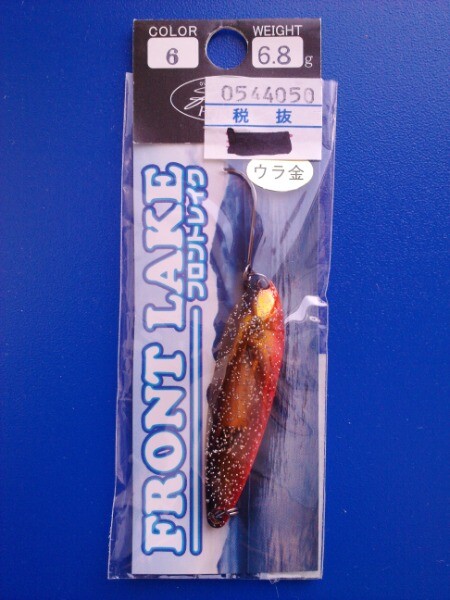 COLOR WEIGHT
6 6.8g
0544050
税 抜
ウラ金
FRONT LAKE
フロントレイク